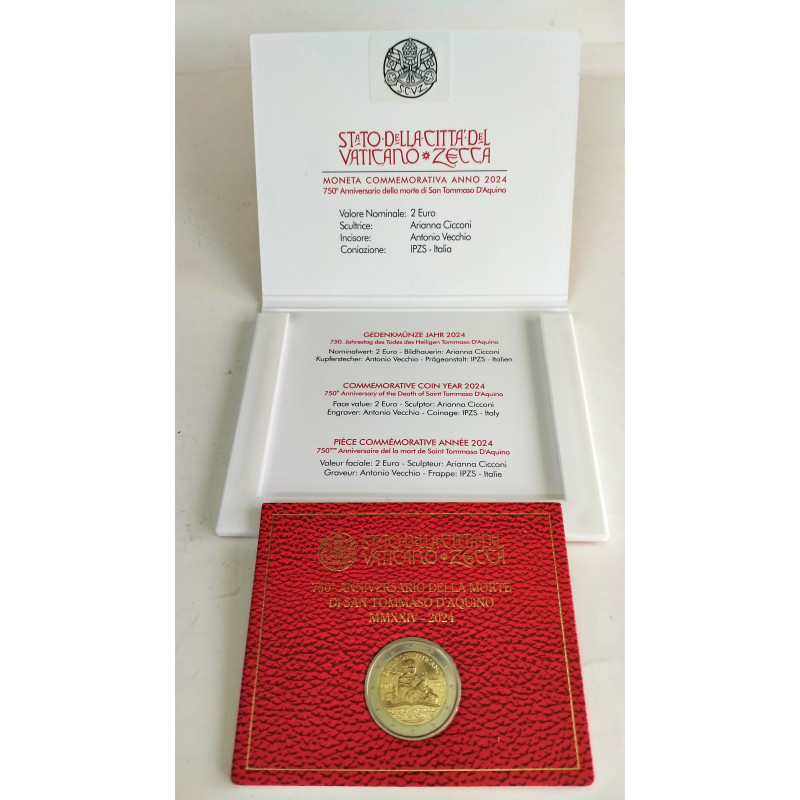 SCVZ
STATO·DELLA·CITTÀ·DEL
VATICANO ZECCA
MONETA COMMEMORATIVA ANNO 2024
750° Anniversario della morte di San Tommaso D'Aquino
Valore Nominale: 2 Euro
Scultrice: Arianna Cicconi
Incisore: Antonio Vecchio
Coniazione: IPZS - Italia
GEDENKMÜNZE JAHR 2024
750. Jahrestag des Todes des Heiligen Tommaso D'Aquino
Nominalwert: 2 Euro - Bildhauerin: Arianna Cicconi
Kupferstecher: Antonio Vecchio - Prägeanstalt: IPZS - Italien
COMMEMORATIVE COIN YEAR 2024
750° Anniversary of the Death of Saint Tommaso D'Aquino
Face value: 2 Euro - Sculptor: Arianna Cicconi
Engraver: Antonio Vecchio - Coinage: IPZS - Italy
PIÈCE COMMÉMORATIVE ANNÉE 2024
750ème Anniversaire del la mort de Saint Tommaso D'Aquino
Valeur faciale: 2 Euro - Sculpteur: Arianna Cicconi
Graveur: Antonio Vecchio - Frappe: IPZS - Italie
STATO·DELLA·CITTÀ·DEL
VATICANO ZECCA
750° ANNIVERSARIO DELLA MORTE
DI SAN TOMMASO D'AQUINO
MMXXIV - 2024